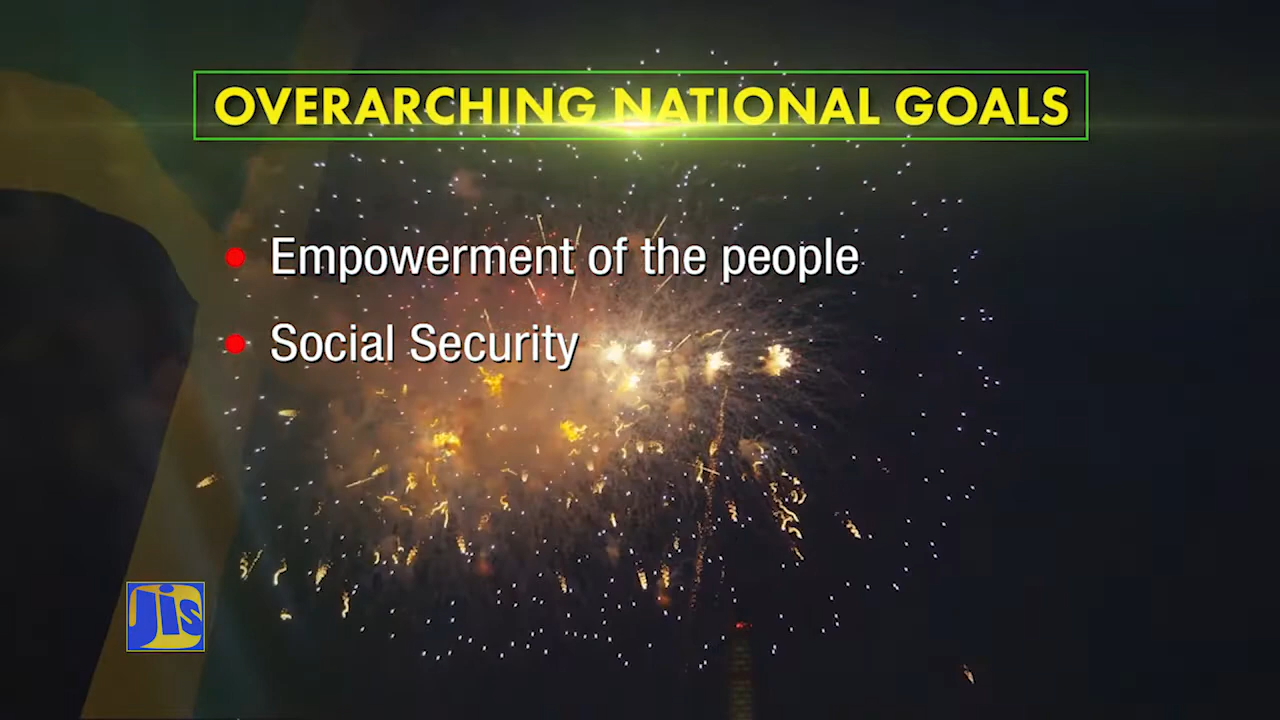 OVERARCHING NATIONAL GOALS
Empowerment of the people
Social Security
JIS